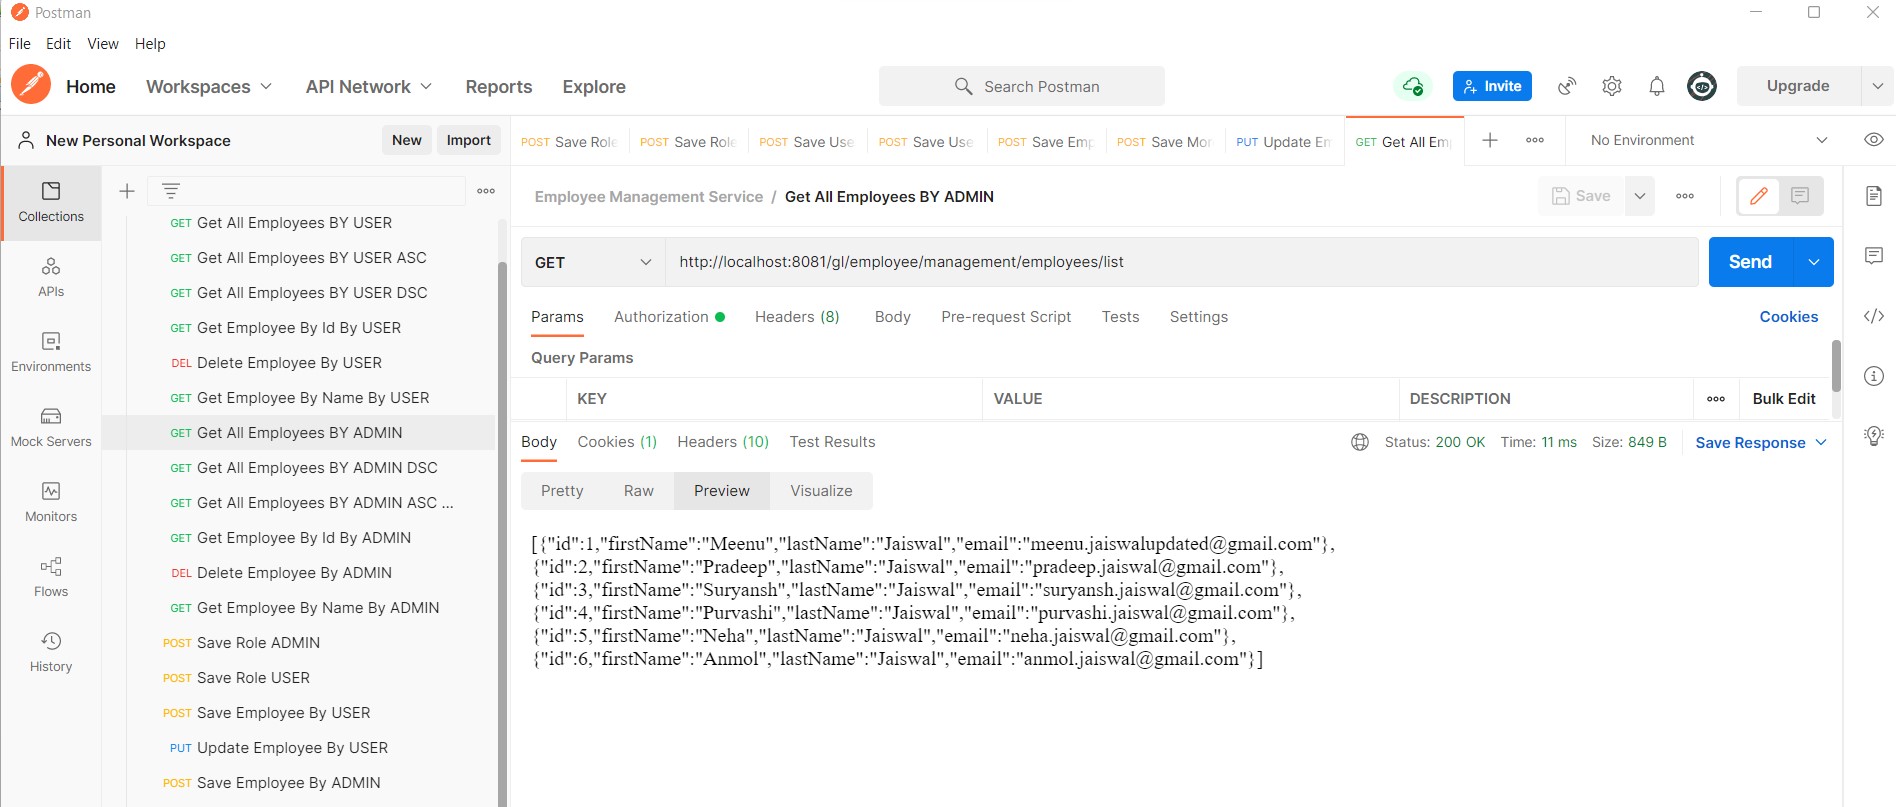 Postman
File Edit View Help
Home Workspaces API Network Reports Explore Search Postman Invite Upgrade
New Personal Workspace New Import
POST Save Role POST Save Role POST Save Use POST Save Use POST Save Emp POST Save Mor PUT Update Em GET Get All Em No Environment
Collections
APIs
Environments
Mock Servers
Monitors
Flows
History
GET Get All Employees BY USER
GET Get All Employees BY USER ASC
GET Get All Employees BY USER DSC
GET Get Employee By Id By USER
DEL Delete Employee By USER
GET Get Employee By Name By USER
GET Get All Employees BY ADMIN
GET Get All Employees BY ADMIN DSC
GET Get All Employees BY ADMIN ASC ...
GET Get Employee By Id By ADMIN
DEL Delete Employee By ADMIN
GET Get Employee By Name By ADMIN
POST Save Role ADMIN
POST Save Role USER
POST Save Employee By USER
PUT Update Employee By USER
POST Save Employee By ADMIN
Employee Management Service / Get All Employees BY ADMIN Save
GET http://localhost:8081/gl/employee/management/employees/list Send
Params Authorization Headers (8) Body Pre-request Script Tests Settings Cookies
Query Params
KEY VALUE DESCRIPTION Bulk Edit
Body Cookies (1) Headers (10) Test Results Status: 200 OK Time: 11 ms Size: 849 B Save Response
Pretty Raw Preview Visualize
[{"id":1,"firstName":"Meenu","lastName":"Jaiswal","email":"meenu.jaiswalupdated@gmail.com"},
{"id":2,"firstName":"Pradeep","lastName":"Jaiswal","email":"pradeep.jaiswal@gmail.com"},
{"id":3,"firstName":"Suryansh","lastName":"Jaiswal","email":"suryansh.jaiswal@gmail.com"},
{"id":4,"firstName":"Purvashi","lastName":"Jaiswal","email":"purvashi.jaiswal@gmail.com"},
{"id":5,"firstName":"Neha","lastName":"Jaiswal","email":"neha.jaiswal@gmail.com"},
{"id":6,"firstName":"Anmol","lastName":"Jaiswal","email":"anmol.jaiswal@gmail.com"}]